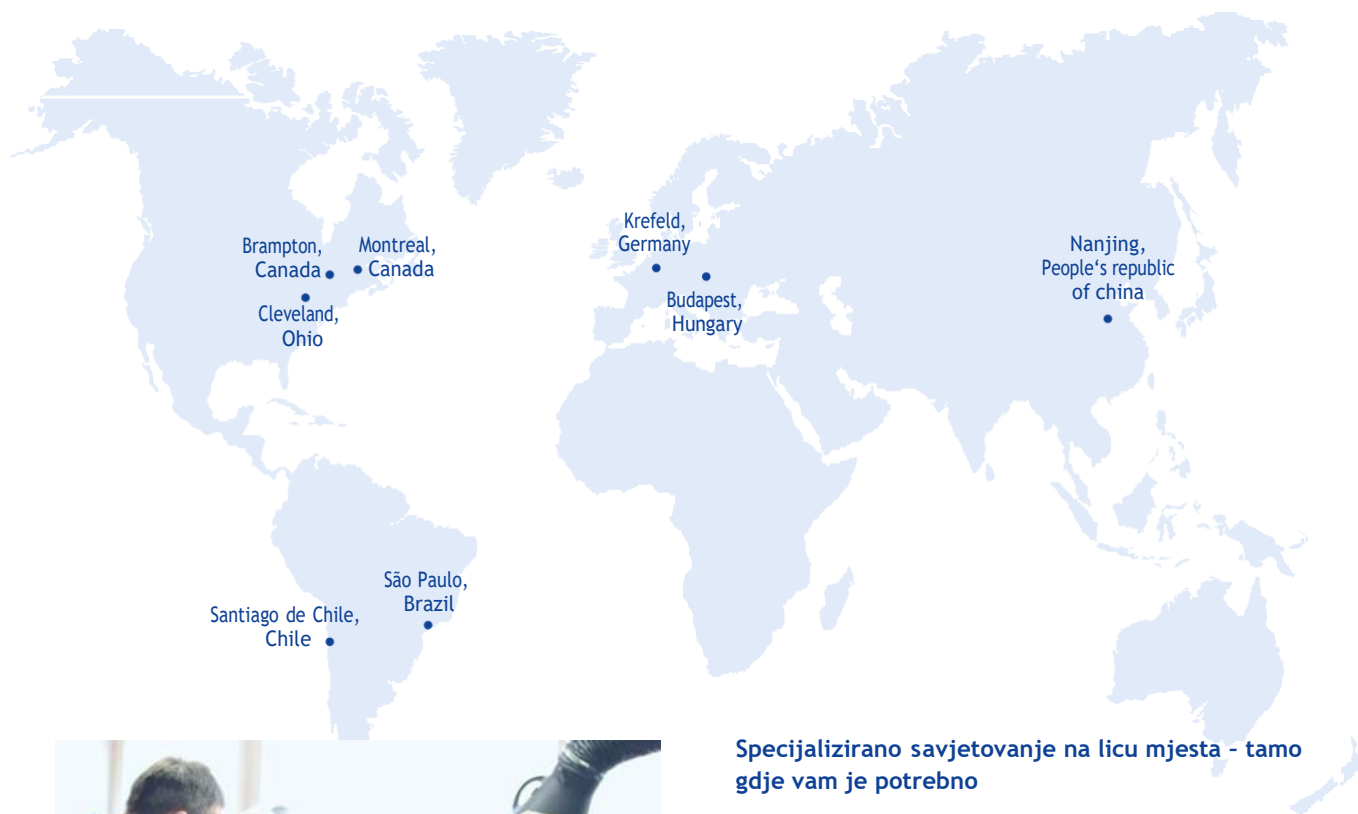 Krefeld,
Germany
Brampton,
Canada
Montreal,
Canada
Nanjing,
People‘s republic
of china
Budapest,
Hungary
Cleveland,
Ohio
São Paulo,
Brazil
Santiago de Chile,
Chile
Specijalizirano savjetovanje na licu mjesta – tamo
gdje vam je potrebno